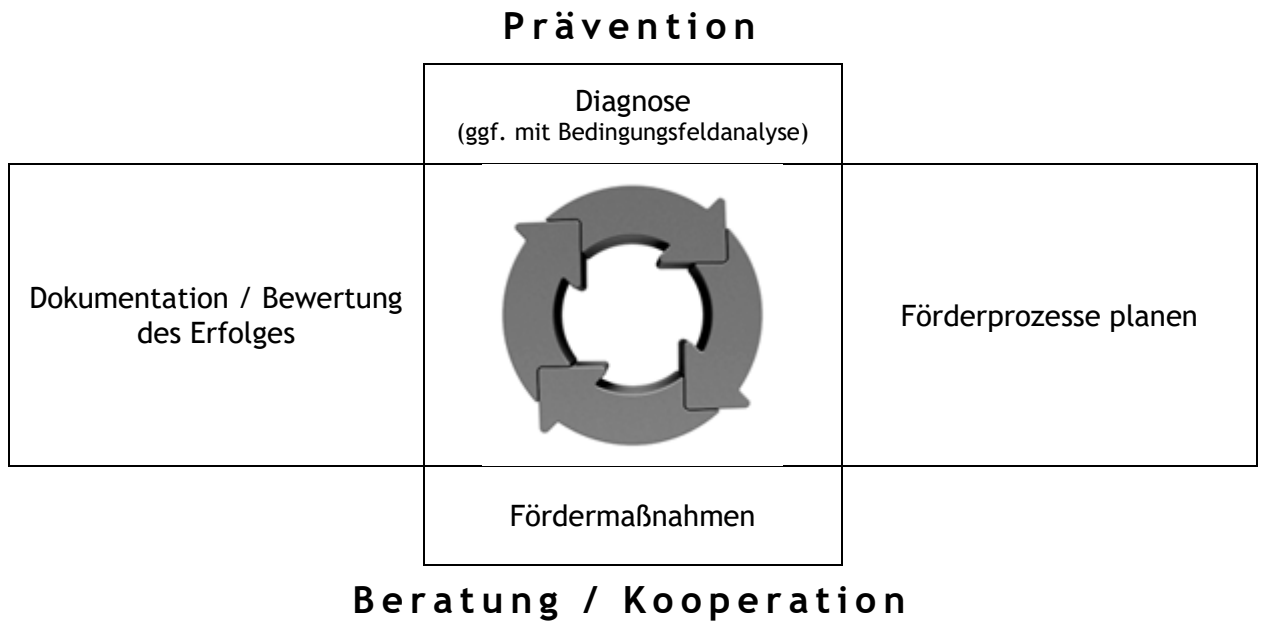 Prävention
Diagnose
(ggf. mit Bedingungsfeldanalyse)
Dokumentation / Bewertung
des Erfolges
Förderprozesse planen
Fördermaßnahmen
Beratung / Kooperation